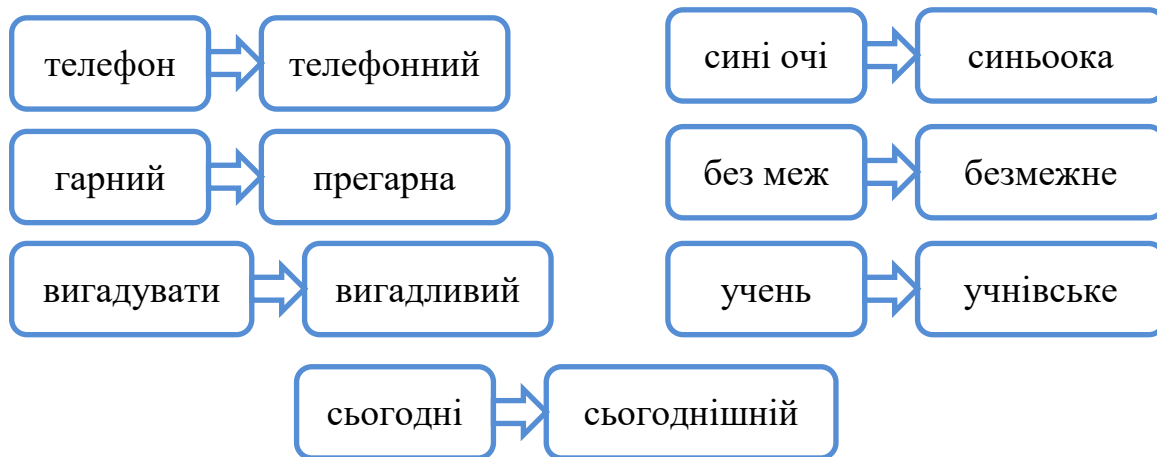 телефон телефонний
сині очі синьоока
гарний прегарна
без меж безмежне
вигадувати вигадливий
учень учнівське
сьогодні сьогоднішній